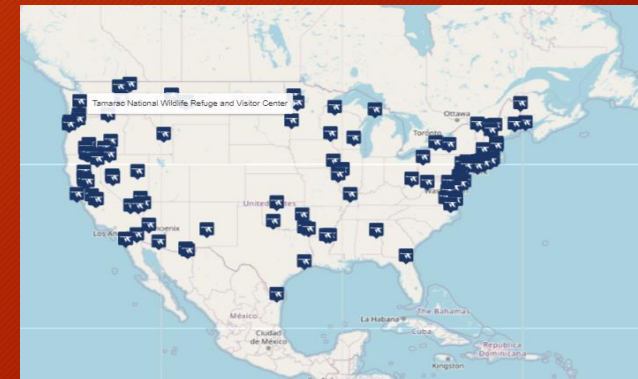 Ottawa
Tamarac National Wildlife Refuge and Visitor Center
Toronto
United States
Los An
Phoenix
The Bahamas
México
La Habana
Cuba
Ciudad
de México
República
Dominicana
Kingston